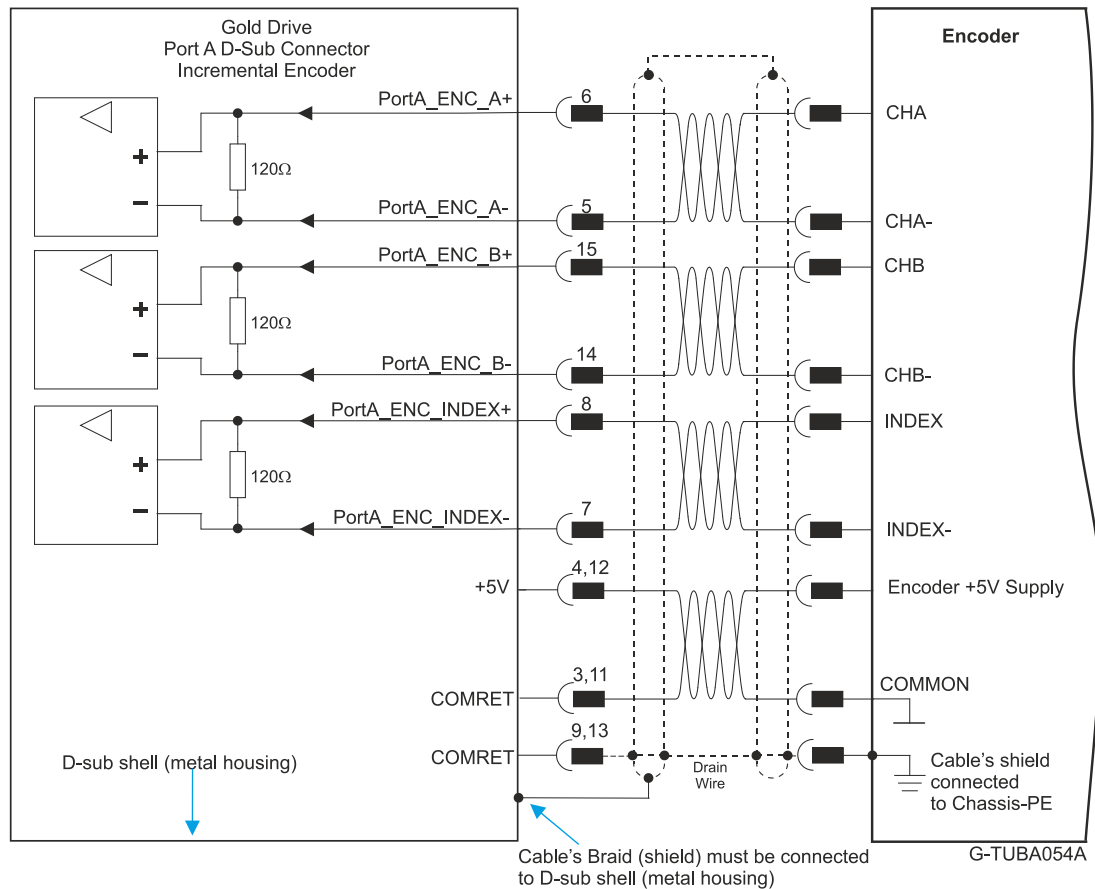 Gold Drive
Port A D-Sub Connector
Incremental Encoder
Encoder
PortA_ENC_A+
6
CHA
+
120Ω
−
PortA_ENC_A-
5
CHA-
PortA_ENC_B+
15
CHB
+
120Ω
−
PortA_ENC_B-
14
CHB-
PortA_ENC_INDEX+
8
INDEX
+
120Ω
−
PortA_ENC_INDEX-
7
INDEX-
+5V
4,12
Encoder +5V Supply
COMRET
3,11
COMMON
COMRET
9,13
Drain
Wire
Cable's shield
connected
to Chassis-PE
D-sub shell (metal housing)
Cable's Braid (shield) must be connected
to D-sub shell (metal housing)
G-TUBA054A